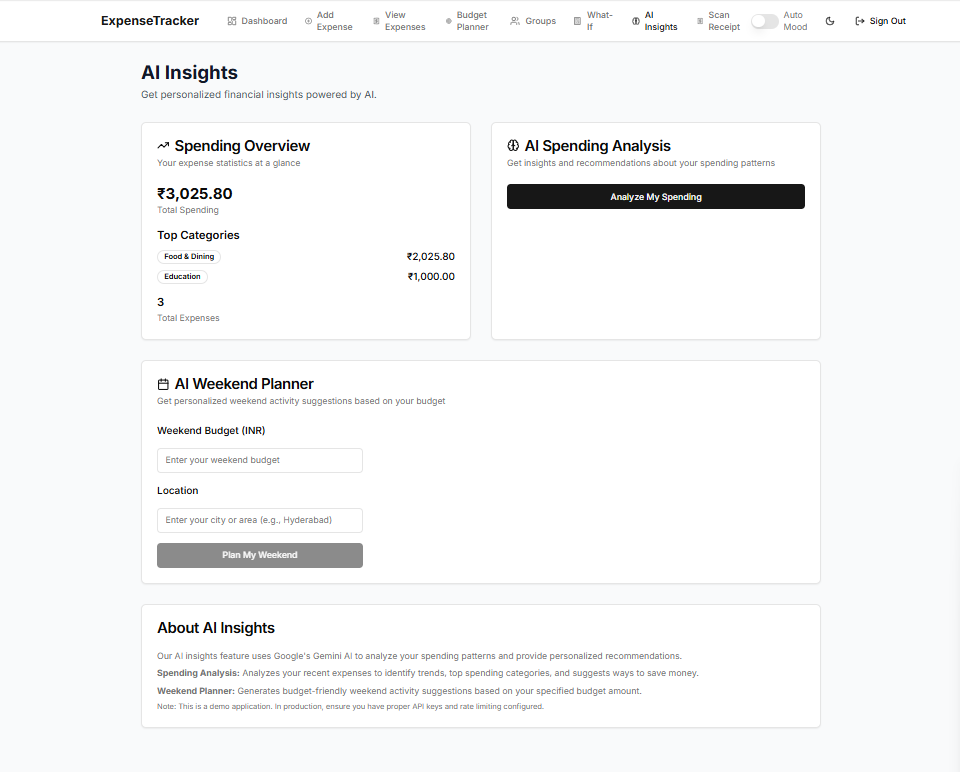 ExpenseTracker
Dashboard
Add
Expense
View
Expenses
Budget
Planner
Groups
What-
If
AI
Insights
Scan
Receipt
Auto
Mood
Sign Out
AI Insights
Get personalized financial insights powered by AI.
Spending Overview
Your expense statistics at a glance
₹3,025.80
Total Spending
Top Categories
Food & Dining ₹2,025.80
Education ₹1,000.00
3
Total Expenses
AI Spending Analysis
Get insights and recommendations about your spending patterns
Analyze My Spending
AI Weekend Planner
Get personalized weekend activity suggestions based on your budget
Weekend Budget (INR)
Enter your weekend budget
Location
Enter your city or area (e.g., Hyderabad)
Plan My Weekend
About AI Insights
Our AI insights feature uses Google's Gemini AI to analyze your spending patterns and provide personalized recommendations.
Spending Analysis: Analyzes your recent expenses to identify trends, top spending categories, and suggests ways to save money.
Weekend Planner: Generates budget-friendly weekend activity suggestions based on your specified budget amount.
Note: This is a demo application. In production, ensure you have proper API keys and rate limiting configured.